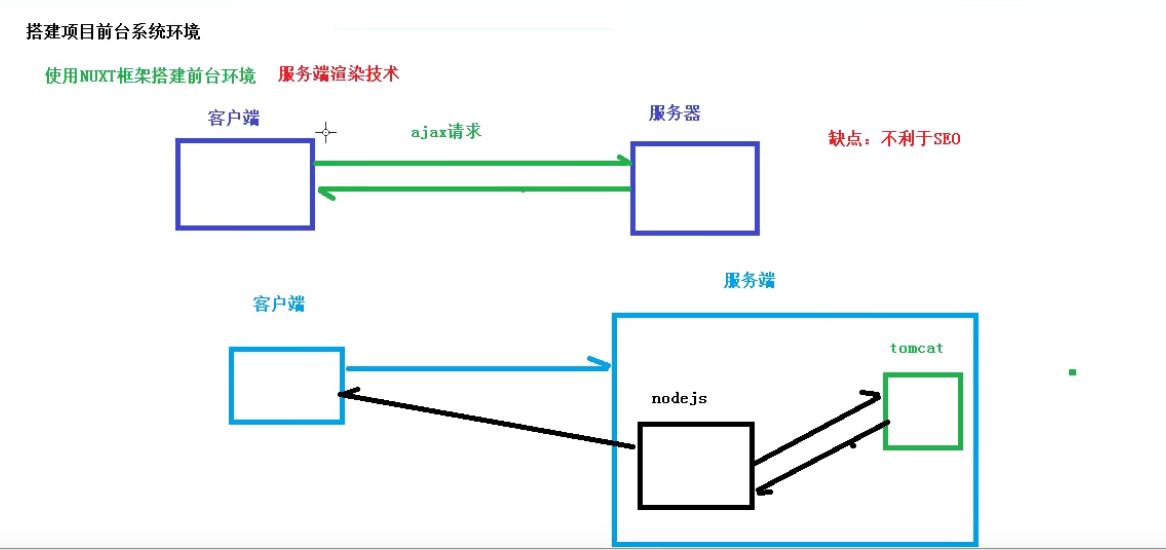 搭建项目前台系统环境
使用NUXT框架搭建前台环境 服务端渲染技术
客户端
ajax请求
服务器
缺点：不利于SEO
客户端
服务端
tomcat
nodejs